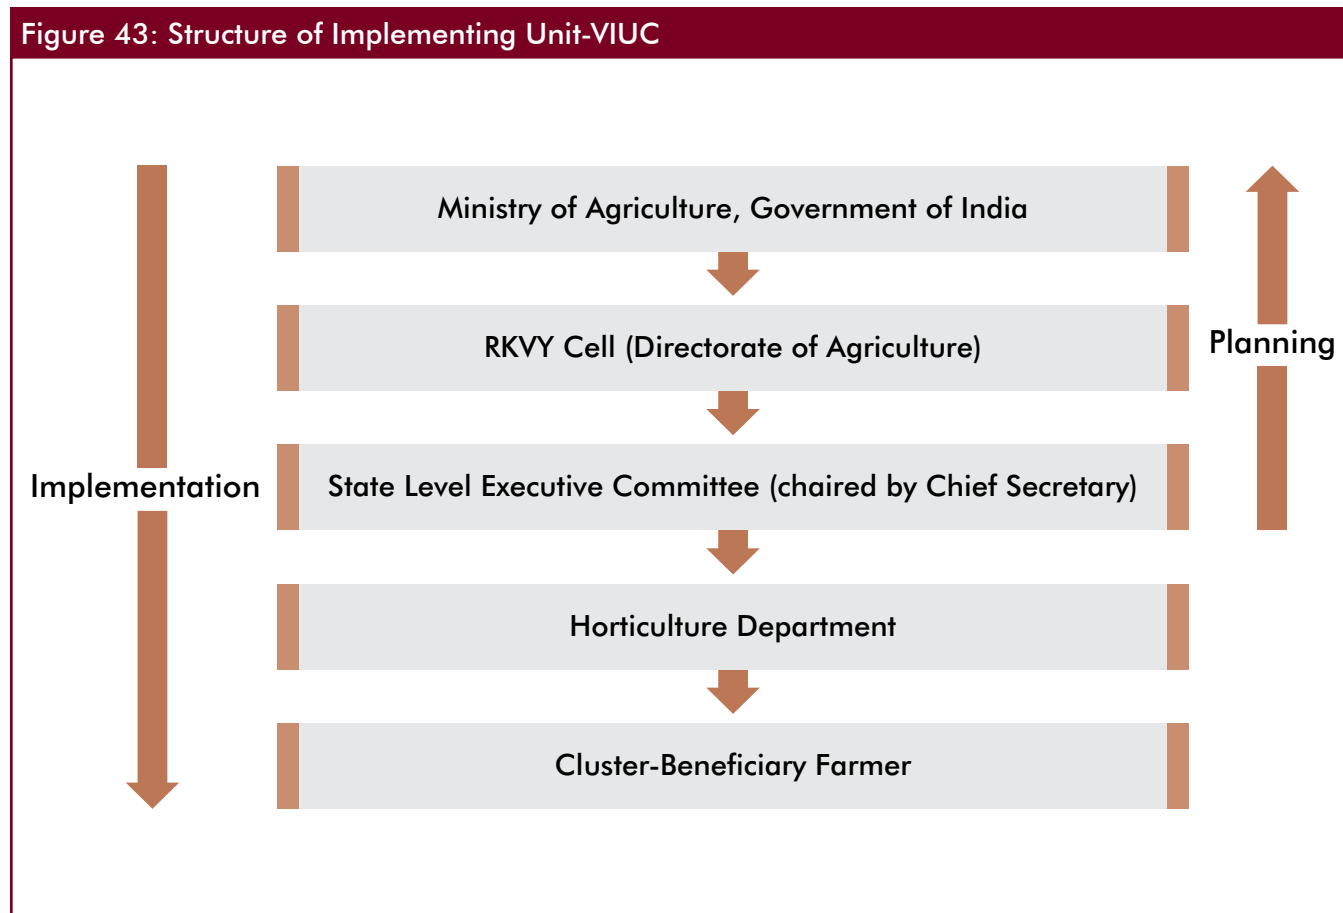 Figure 43: Structure of Implementing Unit-VIUC
Ministry of Agriculture, Government of India
RKVY Cell (Directorate of Agriculture)
Planning
Implementation
State Level Executive Committee (chaired by Chief Secretary)
Horticulture Department
Cluster-Beneficiary Farmer